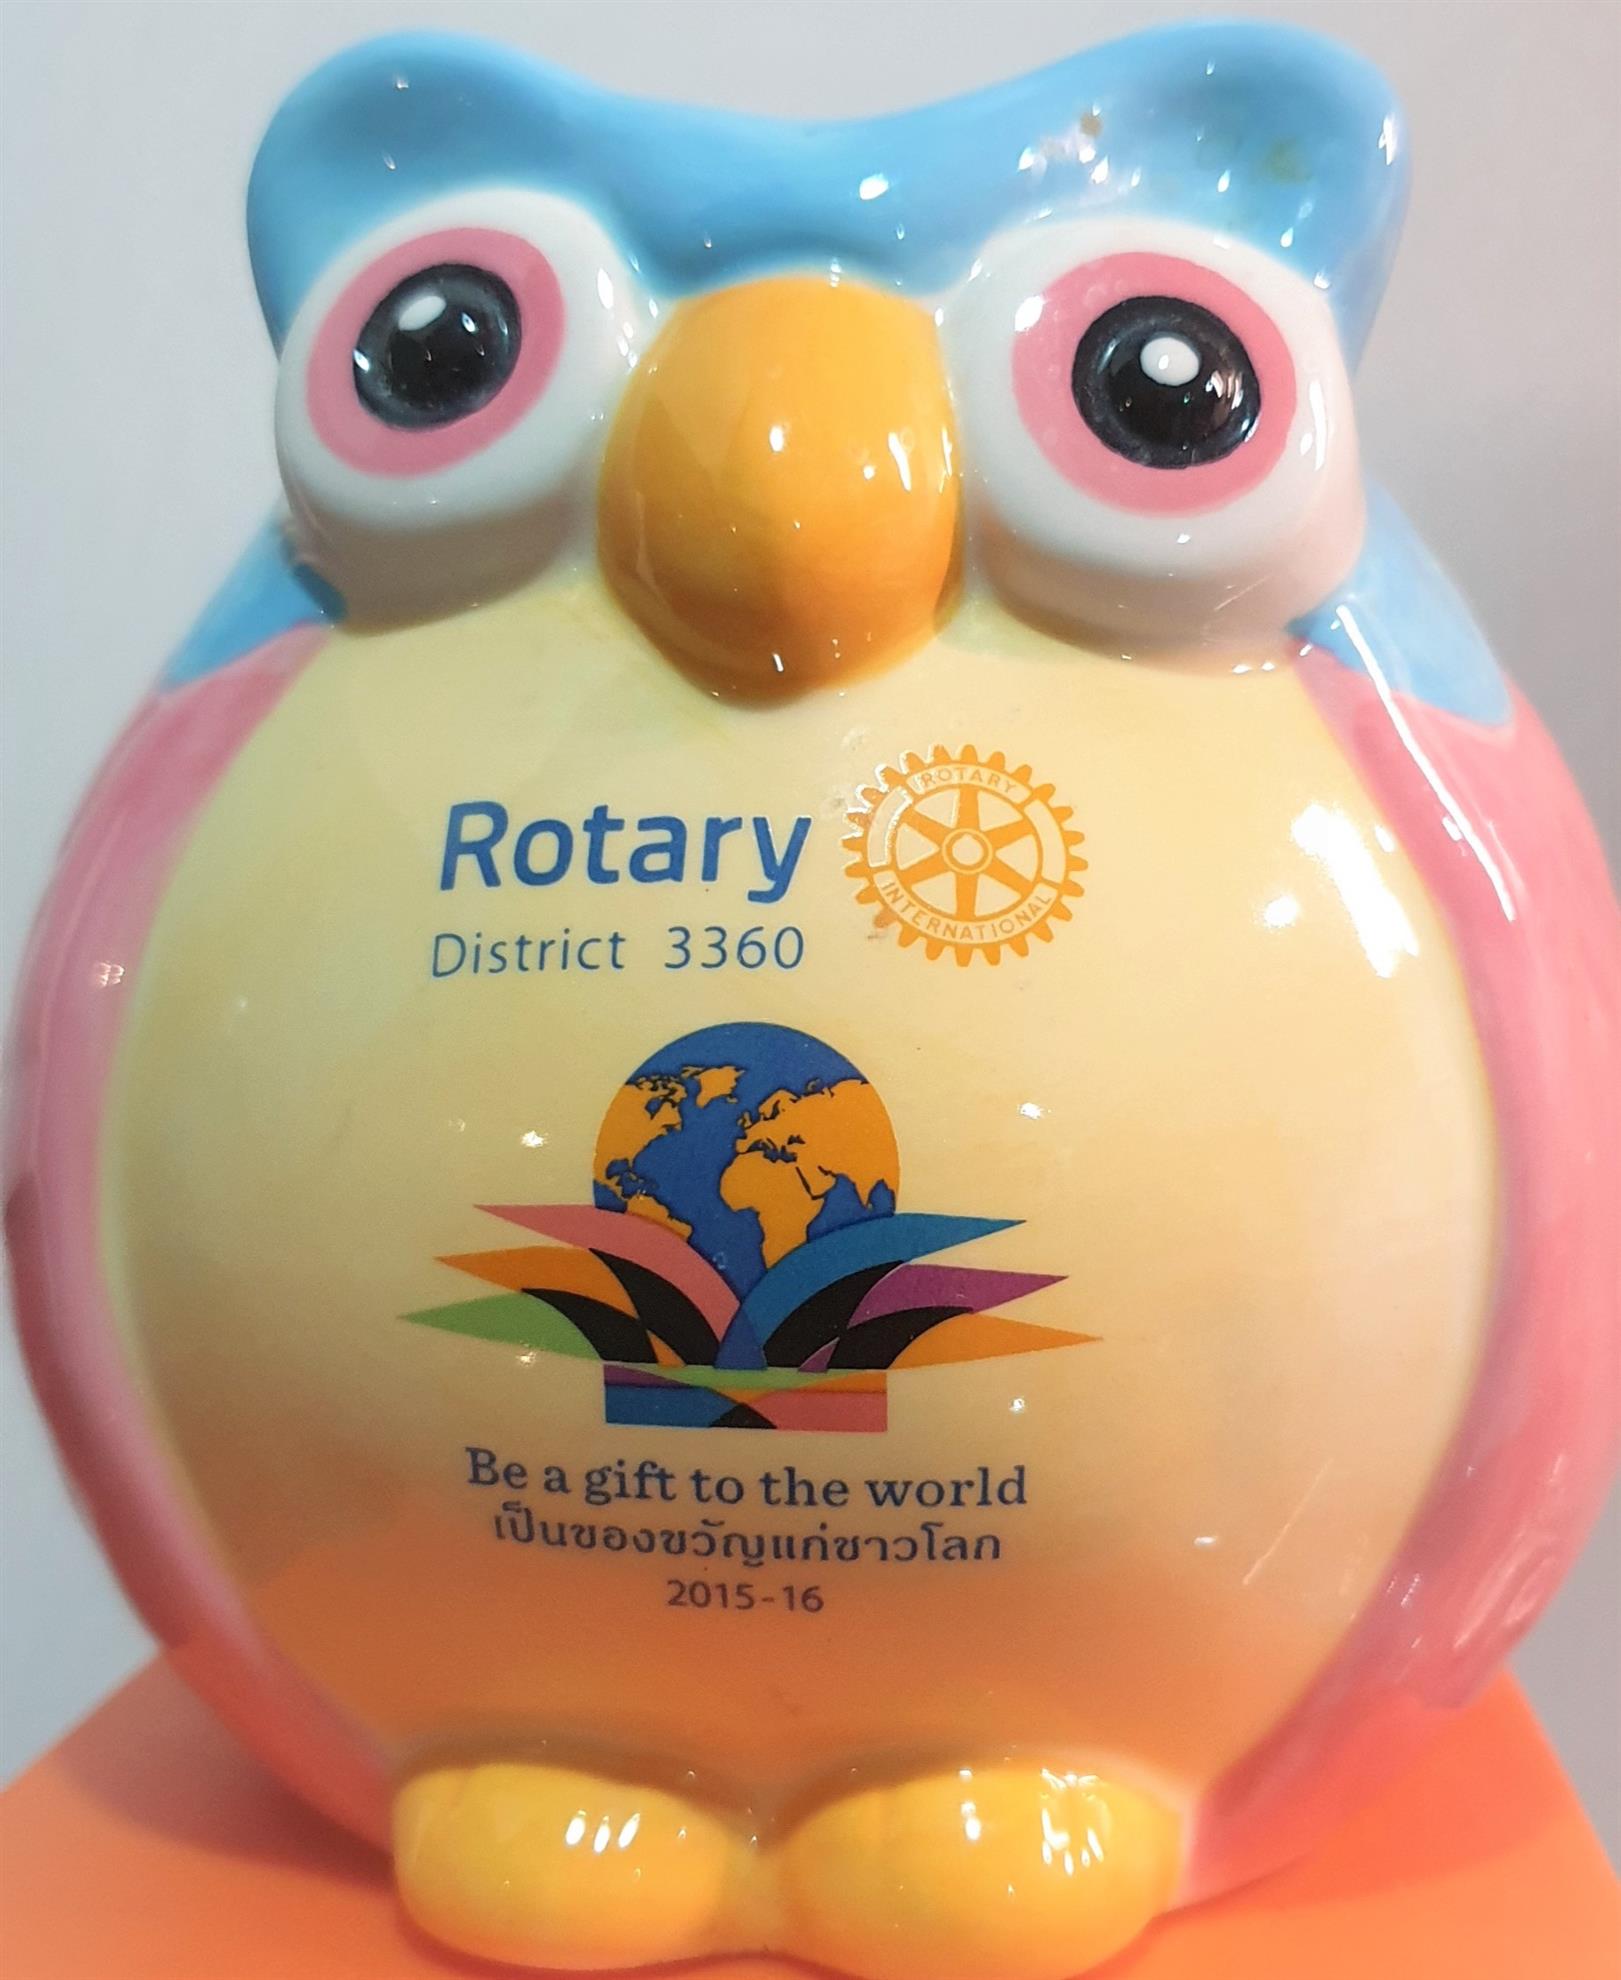 Rotary
ROTARY
INTERNATIONAL
District 3360
Be a gift to the world
เป็นของขวัญแก่ชาวโลก
2015-16